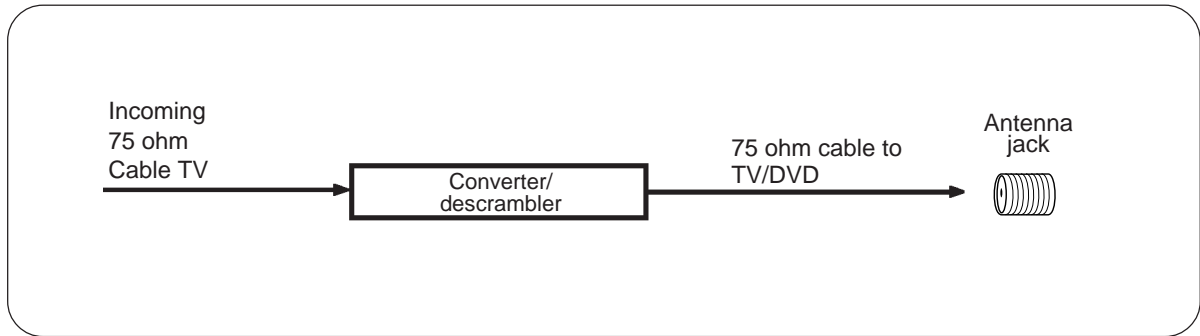 Incoming
75 ohm
Cable TV
Converter/
descrambler
75 ohm cable to
TV/DVD
Antenna
jack